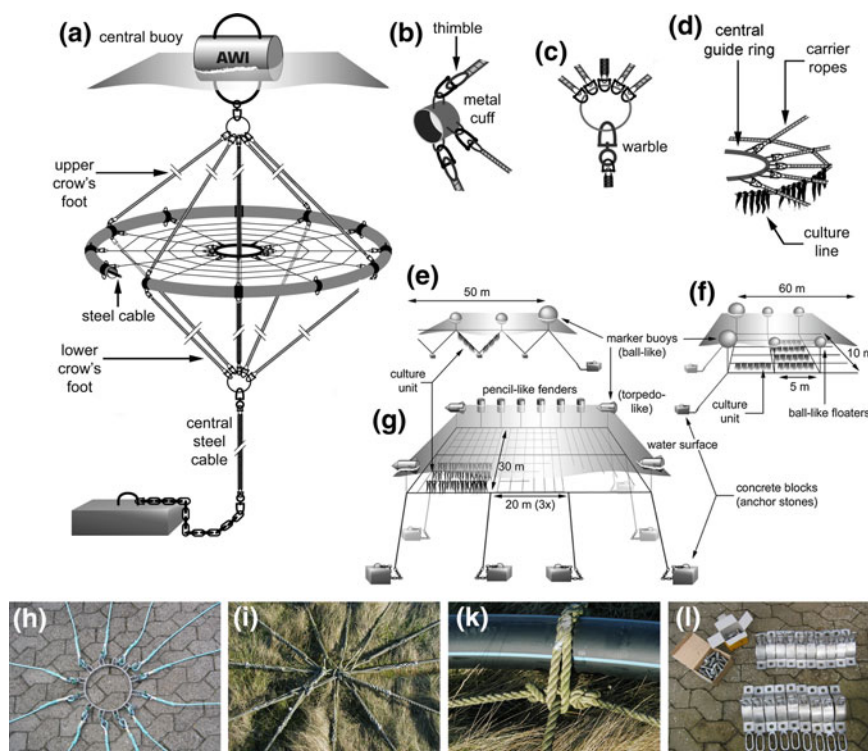 (a)
central buoy
AWI
upper
crow's
foot
steel cable
lower
crow's
foot
central
steel
cable
(b)
thimble
metal
cuff
(c)
warble
(d)
central
guide ring
carrier
ropes
culture
line
(e)
50 m
marker buoys
(ball-like)
culture
unit
(f)
60 m
10 m
5 m
culture
unit
ball-like floaters
(g)
pencil-like fenders
(torpedo-
like)
water surface
30 m
20 m (3x)
concrete blocks
(anchor stones)
(h)
(i)
(k)
(l)